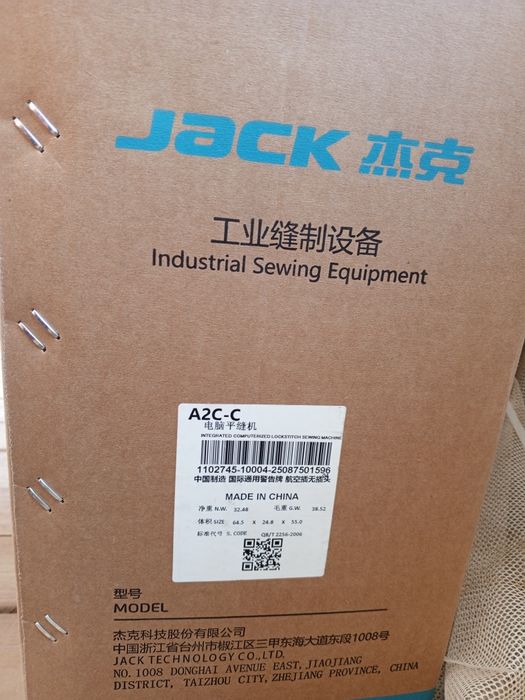 JACK 杰克
工业缝制设备
Industrial Sewing Equipment
A2C-C
电脑平缝机
INTEGRATED COMPUTERIZED LOCKSTITCH SEWING MACHINE
1102745-10004-25087501596
中国制造 国际通用警告牌 航空插无插头
MADE IN CHINA
净重 N.W. 32.48 毛重 G.W. 38.52
体积 SIZE 64.5 X 24.8 X 55.0
标准代号 S. CODE QB/T 2256-2006
型号
MODEL
杰克科技股份有限公司
中国浙江省台州市椒江区三甲东海大道东段1008号
JACK TECHNOLOGY CO.,LTD.
NO.1008 DONGHAI AVENUE EAST,JIAOJIANG
DISTRICT, TAIZHOU CITY,ZHEJIANG PROVINCE, CHINA